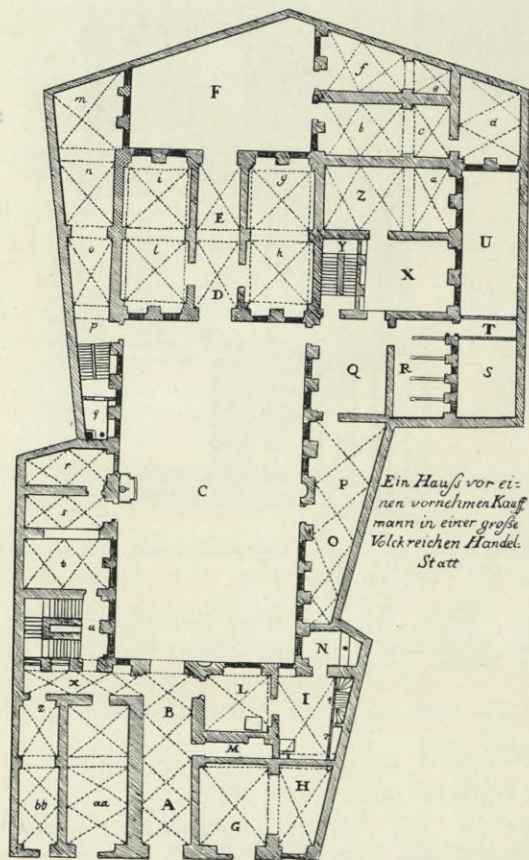 F
f
e
m
b
c
d
i
g
n
E
Z
a
U
Y
X
l
h
o
D
p
T
Q
R
S
q
C
P
r
s
Ein Hauſs vor ei-
nen vornehmen Kauff
mann in einer große
Volckreichen Handel-
Statt
O
t
u
N
x
L
I
B
z
M
H
A
aa
bb
G